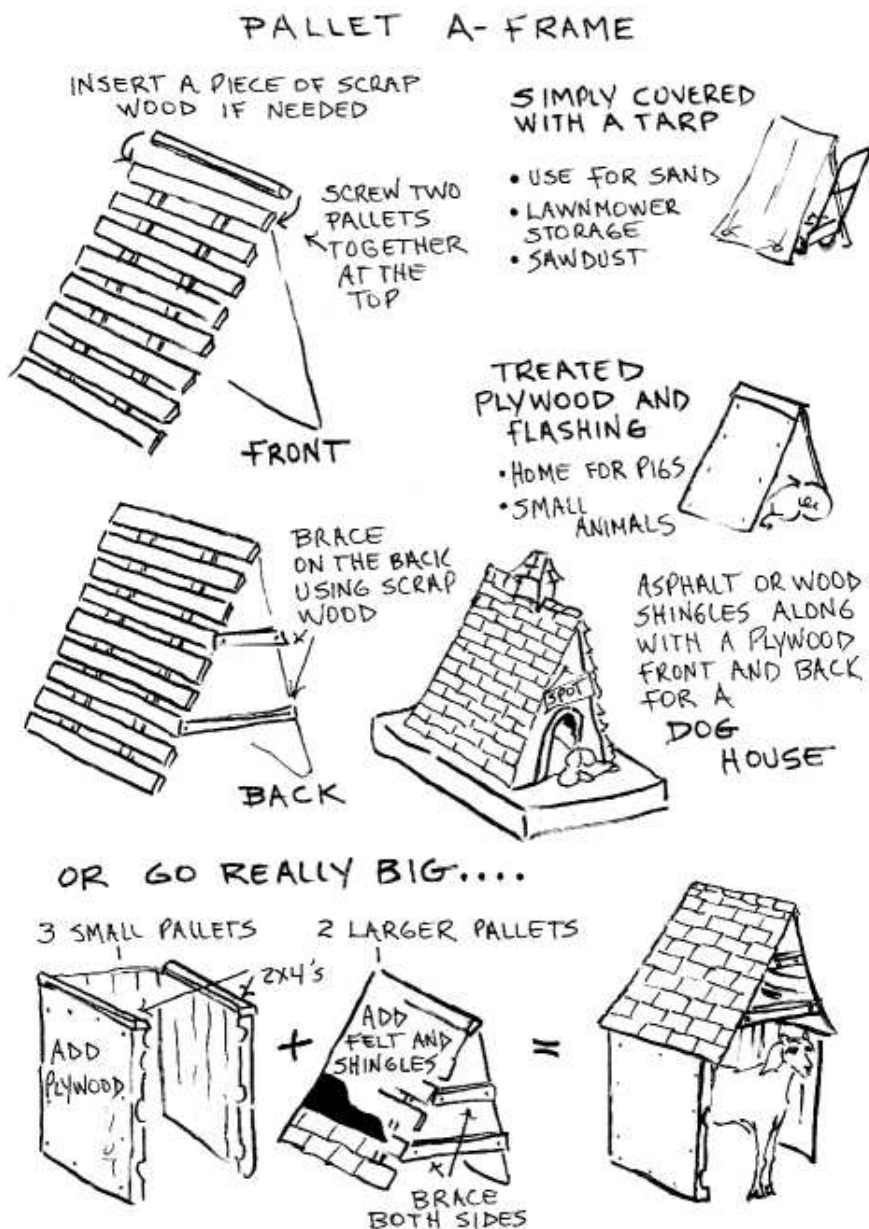 PALLET A-FRAME
INSERT A PIECE OF SCRAP
WOOD IF NEEDED
SCREW TWO
PALLETS
TOGETHER
AT THE
TOP
FRONT
SIMPLY COVERED
WITH A TARP
• USE FOR SAND
• LAWNMOWER
STORAGE
• SAWDUST
TREATED
PLYWOOD AND
FLASHING
• HOME FOR PIGS
• SMALL
ANIMALS
BRACE
ON THE BACK
USING SCRAP
WOOD
BACK
SPOT
ASPHALT OR WOOD
SHINGLES ALONG
WITH A PLYWOOD
FRONT AND BACK
FOR A
DOG
HOUSE
OR GO REALLY BIG....
3 SMALL PALLETS
2X4's
ADD
PLYWOOD
+
2 LARGER PALLETS
ADD
FELT AND
SHINGLES
BRACE
BOTH SIDES
=